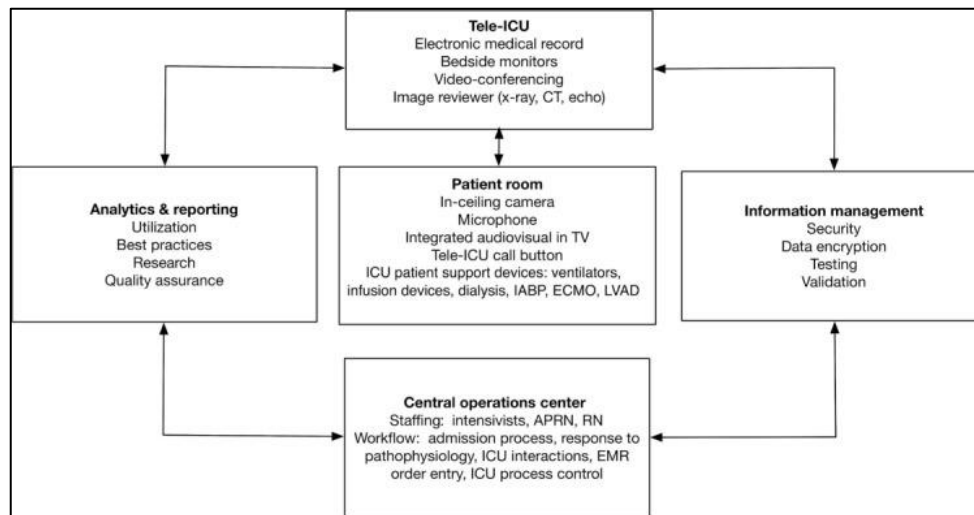 Tele-ICU
Electronic medical record
Bedside monitors
Video-conferencing
Image reviewer (x-ray, CT, echo)
Analytics & reporting
Utilization
Best practices
Research
Quality assurance
Patient room
In-ceiling camera
Microphone
Integrated audiovisual in TV
Tele-ICU call button
ICU patient support devices: ventilators,
infusion devices, dialysis, IABP, ECMO, LVAD
Information management
Security
Data encryption
Testing
Validation
Central operations center
Staffing: intensivists, APRN, RN
Workflow: admission process, response to
pathophysiology, ICU interactions, EMR
order entry, ICU process control